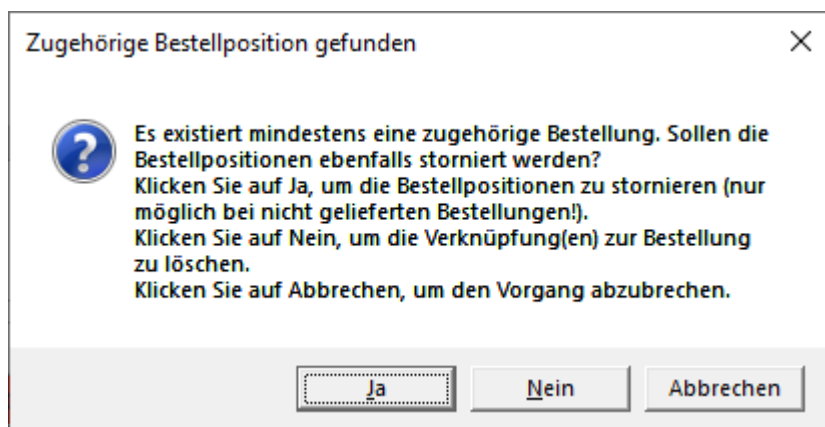 Zugehörige Bestellposition gefunden
Es existiert mindestens eine zugehörige Bestellung. Sollen die
Bestellpositionen ebenfalls storniert werden?
Klicken Sie auf Ja, um die Bestellpositionen zu stornieren (nur
möglich bei nicht gelieferten Bestellungen!).
Klicken Sie auf Nein, um die Verknüpfung(en) zur Bestellung
zu löschen.
Klicken Sie auf Abbrechen, um den Vorgang abzubrechen.
Ja Nein Abbrechen